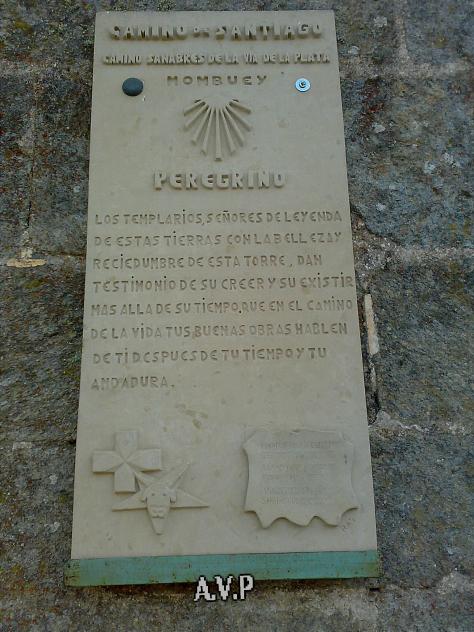 CAMINO DE SANTIAGO
CAMINO SANABRES DE LA VIA DE LA PLATA
MOMBUEY
PEREGRINO
LOS TEMPLARIOS, SEÑORES DE LEYENDA
DE ESTAS TIERRAS CON LA BELLEZA Y
RECIEDUMBRE DE ESTA TORRE, DAN
TESTIMONIO DE SU CREER Y SU EXISTIR
MAS ALLA DE SU TIEMPO, QUE EN EL CAMINO
DE LA VIDA TUS BUENAS OBRAS HABLEN
DE TI DESPUES DE TU TIEMPO Y TU
ANDADURA.
A.V.P